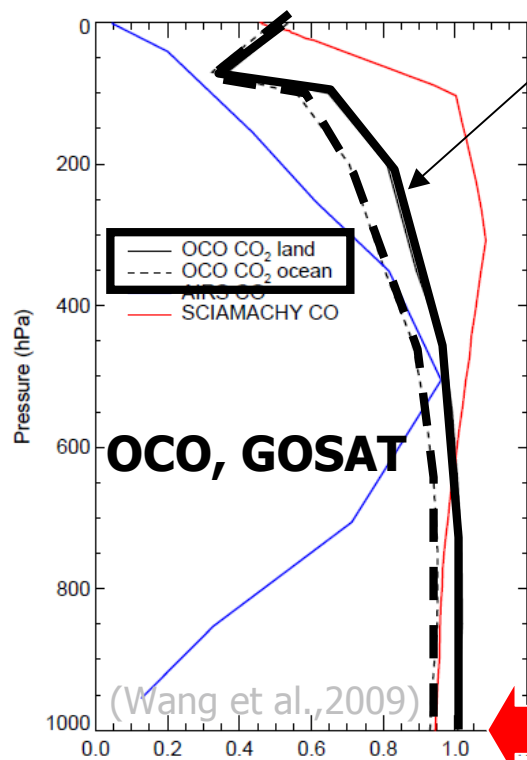 0
200
OCO CO₂ land
OCO CO₂ ocean
AIRS CO
SCIAMACHY CO
400
Pressure (hPa)
600
OCO, GOSAT
800
(Wang et al.,2009)
1000
0.0 0.2 0.4 0.6 0.8 1.0